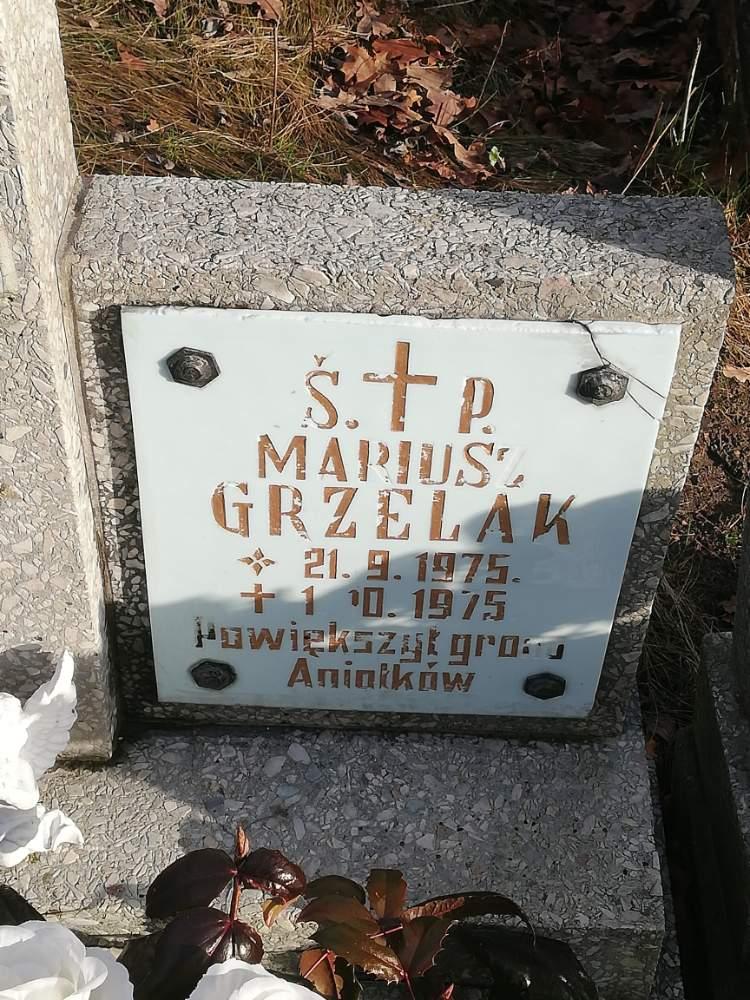 Š. P.
MARIUSZ
GRZELAK
21. 9. 1975.
1 10. 1975
Powiększył grono
Aniołków